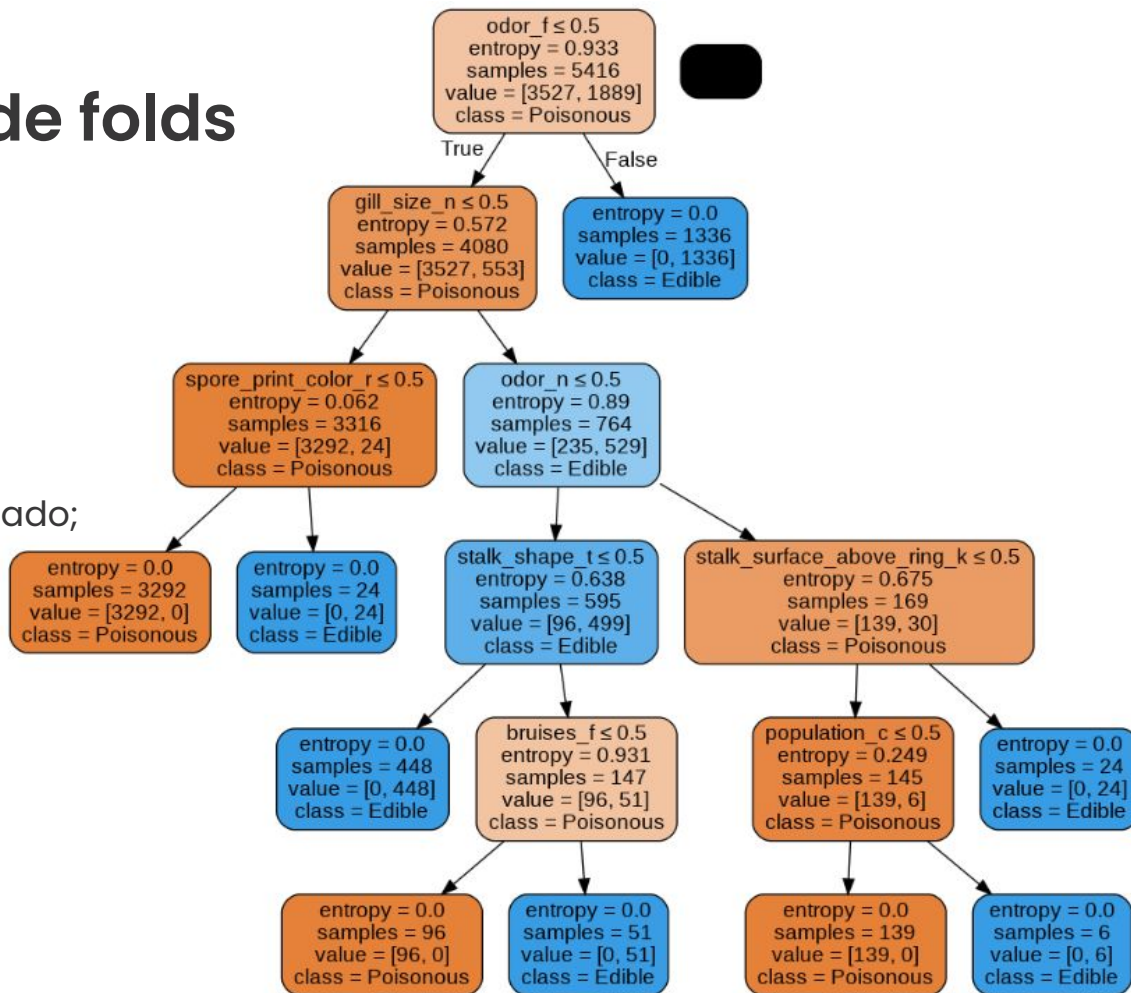 de folds
ado;
odor_f ≤ 0.5
entropy = 0.933
samples = 5416
value = [3527, 1889]
class = Poisonous
True
False
gill_size_n ≤ 0.5
entropy = 0.572
samples = 4080
value = [3527, 553]
class = Poisonous
entropy = 0.0
samples = 1336
value = [0, 1336]
class = Edible
spore_print_color_r ≤ 0.5
entropy = 0.062
samples = 3316
value = [3292, 24]
class = Poisonous
odor_n ≤ 0.5
entropy = 0.89
samples = 764
value = [235, 529]
class = Edible
entropy = 0.0
samples = 3292
value = [3292, 0]
class = Poisonous
entropy = 0.0
samples = 24
value = [0, 24]
class = Edible
stalk_shape_t ≤ 0.5
entropy = 0.638
samples = 595
value = [96, 499]
class = Edible
stalk_surface_above_ring_k ≤ 0.5
entropy = 0.675
samples = 169
value = [139, 30]
class = Poisonous
entropy = 0.0
samples = 448
value = [0, 448]
class = Edible
bruises_f ≤ 0.5
entropy = 0.931
samples = 147
value = [96, 51]
class = Poisonous
population_c ≤ 0.5
entropy = 0.249
samples = 145
value = [139, 6]
class = Poisonous
entropy = 0.0
samples = 24
value = [0, 24]
class = Edible
entropy = 0.0
samples = 96
value = [96, 0]
class = Poisonous
entropy = 0.0
samples = 51
value = [0, 51]
class = Edible
entropy = 0.0
samples = 139
value = [139, 0]
class = Poisonous
entropy = 0.0
samples = 6
value = [0, 6]
class = Edible